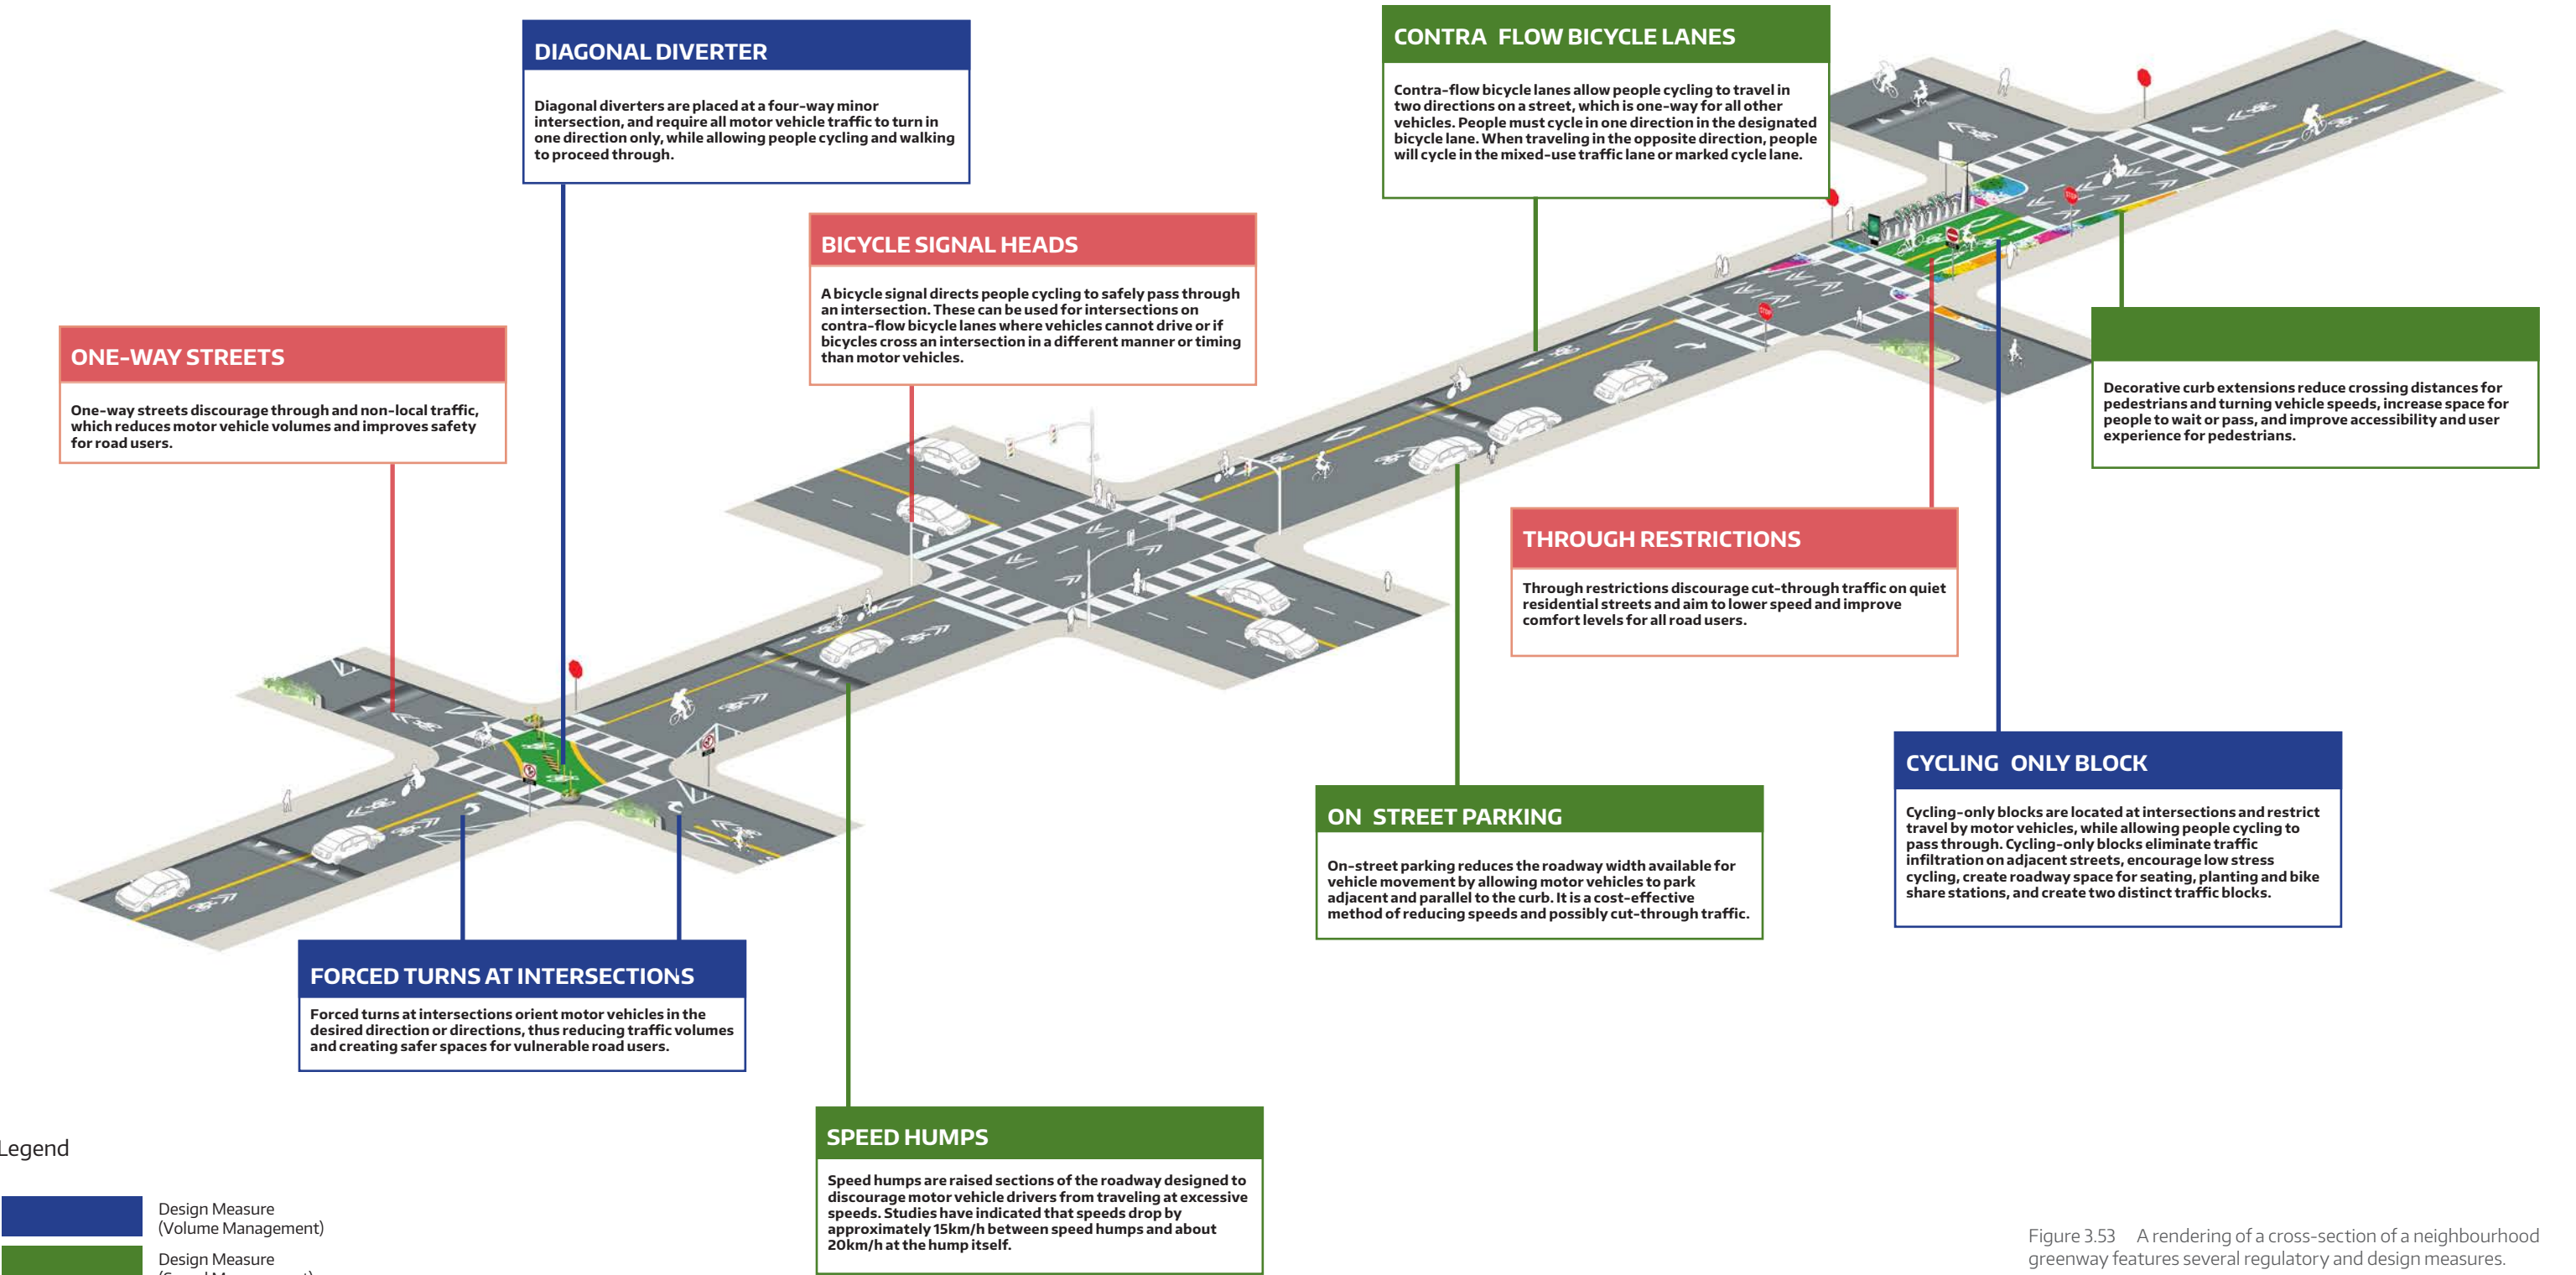 DIAGONAL DIVERTER
Diagonal diverters are placed at a four-way minor
intersection, and require all motor vehicle traffic to turn in
one direction only, while allowing people cycling and walking
to proceed through.
CONTRA FLOW BICYCLE LANES
Contra-flow bicycle lanes allow people cycling to travel in
two directions on a street, which is one-way for all other
vehicles. People must cycle in one direction in the designated
bicycle lane. When traveling in the opposite direction, people
will cycle in the mixed-use traffic lane or marked cycle lane.
BICYCLE SIGNAL HEADS
A bicycle signal directs people cycling to safely pass through
an intersection. These can be used for intersections on
contra-flow bicycle lanes where vehicles cannot drive or if
bicycles cross an intersection in a different manner or timing
than motor vehicles.
ONE-WAY STREETS
One-way streets discourage through and non-local traffic,
which reduces motor vehicle volumes and improves safety
for road users.
STOP
STOP
Decorative curb extensions reduce crossing distances for
pedestrians and turning vehicle speeds, increase space for
people to wait or pass, and improve accessibility and user
experience for pedestrians.
THROUGH RESTRICTIONS
Through restrictions discourage cut-through traffic on quiet
residential streets and aim to lower speed and improve
comfort levels for all road users.
CYCLING ONLY BLOCK
Cycling-only blocks are located at intersections and restrict
travel by motor vehicles, while allowing people cycling to
pass through. Cycling-only blocks eliminate traffic
infiltration on adjacent streets, encourage low stress
cycling, create roadway space for seating, planting and bike
share stations, and create two distinct traffic blocks.
ON STREET PARKING
On-street parking reduces the roadway width available for
vehicle movement by allowing motor vehicles to park
adjacent and parallel to the curb. It is a cost-effective
method of reducing speeds and possibly cut-through traffic.
FORCED TURNS AT INTERSECTIONS
Forced turns at intersections orient motor vehicles in the
desired direction or directions, thus reducing traffic volumes
and creating safer spaces for vulnerable road users.
SPEED HUMPS
Speed humps are raised sections of the roadway designed to
discourage motor vehicle drivers from traveling at excessive
speeds. Studies have indicated that speeds drop by
approximately 15km/h between speed humps and about
20km/h at the hump itself.
Legend
Design Measure
(Volume Management)
Design Measure
Figure 3.53 A rendering of a cross-section of a neighbourhood
greenway features several regulatory and design measures.